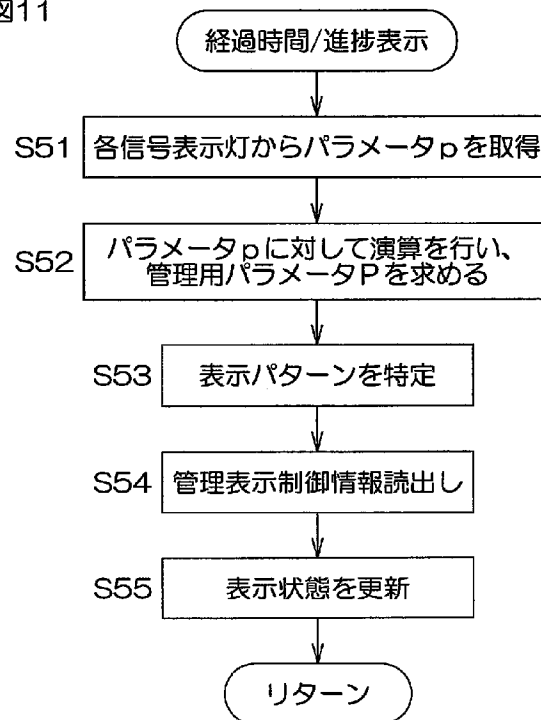 図11
経過時間/進捗表示
S51 各信号表示灯からパラメータpを取得
S52 パラメータpに対して演算を行い、
管理用パラメータPを求める
S53 表示パターンを特定
S54 管理表示制御情報読出し
S55 表示状態を更新
リターン